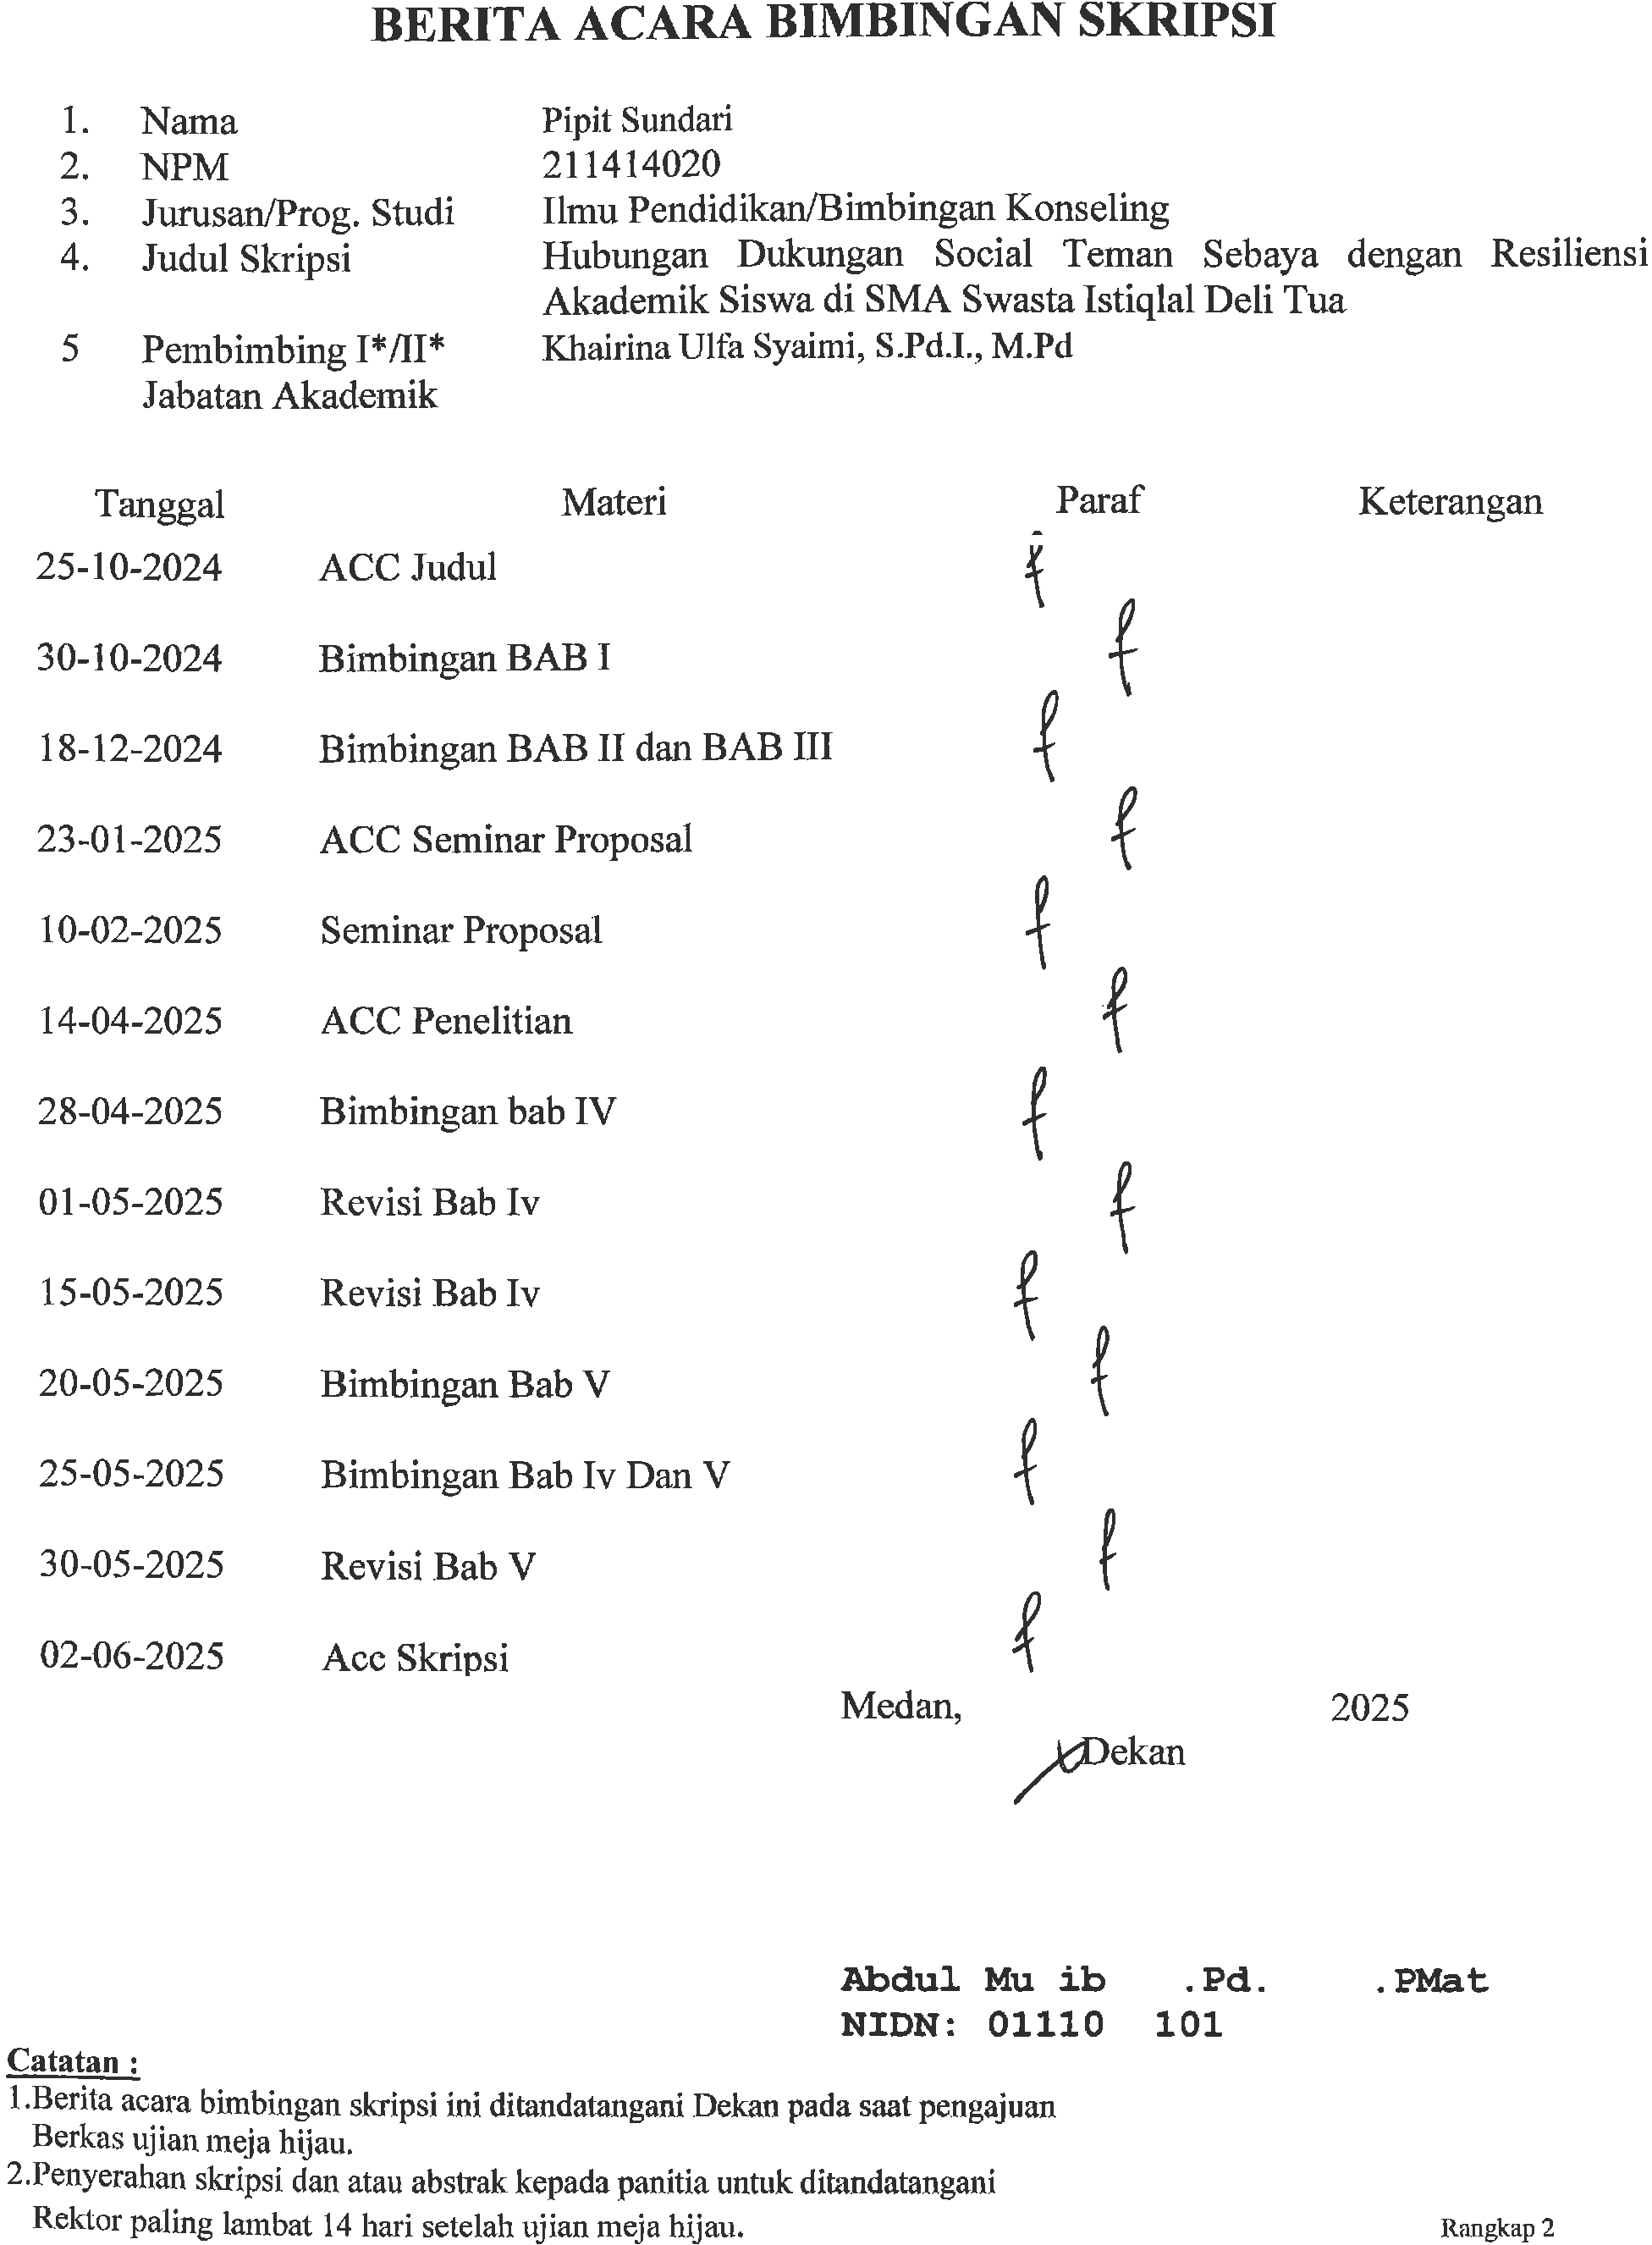 BERITA ACARA BIMBINGAN SKRIPSI
1. Nama Pipit Sundari
2. NPM 211414020
3. Jurusan/Prog. Studi Ilmu Pendidikan/Bimbingan Konseling
4. Judul Skripsi Hubungan Dukungan Social Teman Sebaya dengan Resiliensi
Akademik Siswa di SMA Swasta Istiqlal Deli Tua
5 Pembimbing I*/II* Khairina Ulfa Syaimi, S.Pd.I., M.Pd
Jabatan Akademik
Tanggal Materi Paraf Keterangan
25-10-2024 ACC Judul
30-10-2024 Bimbingan BAB I
18-12-2024 Bimbingan BAB II dan BAB III
23-01-2025 ACC Seminar Proposal
10-02-2025 Seminar Proposal
14-04-2025 ACC Penelitian
28-04-2025 Bimbingan bab IV
01-05-2025 Revisi Bab Iv
15-05-2025 Revisi Bab Iv
20-05-2025 Bimbingan Bab V
25-05-2025 Bimbingan Bab Iv Dan V
30-05-2025 Revisi Bab V
02-06-2025 Acc Skripsi
Medan, 2025
Dekan
Abdul Mu ib .Pd. .PMat
NIDN: 01110 101
Catatan :
1.Berita acara bimbingan skripsi ini ditandatangani Dekan pada saat pengajuan
Berkas ujian meja hijau.
2.Penyerahan skripsi dan atau abstrak kepada panitia untuk ditandatangani
Rektor paling lambat 14 hari setelah ujian meja hijau.
Rangkap 2